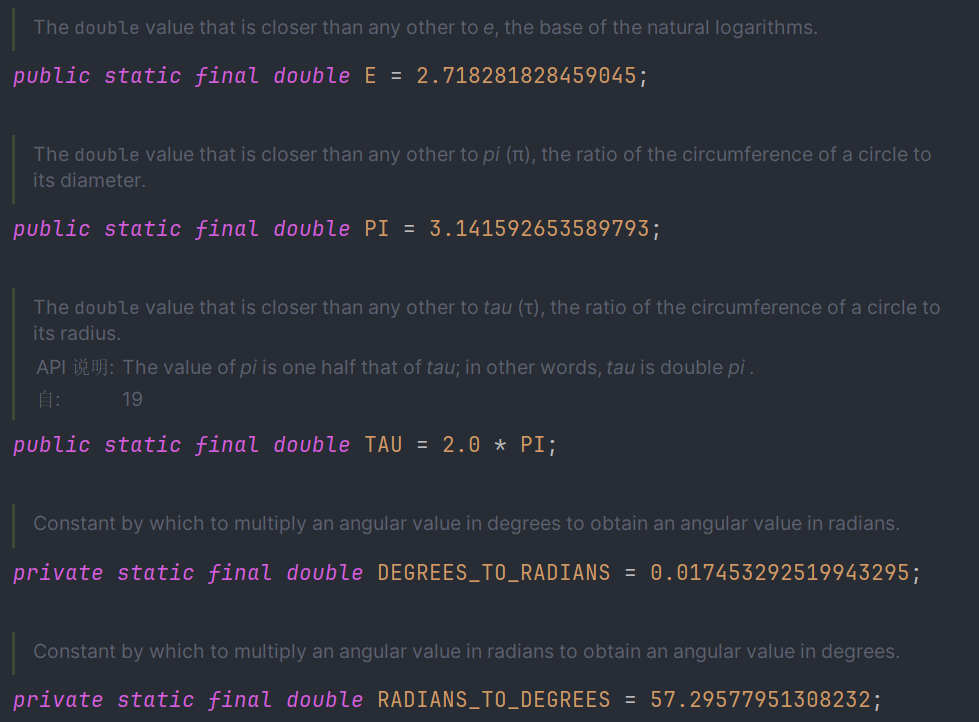 The double value that is closer than any other to e, the base of the natural logarithms.
public static final double E = 2.718281828459045;
The double value that is closer than any other to pi (π), the ratio of the circumference of a circle to
its diameter.
public static final double PI = 3.141592653589793;
The double value that is closer than any other to tau (τ), the ratio of the circumference of a circle to
its radius.
API 说明: The value of pi is one half that of tau; in other words, tau is double pi .
自: 19
public static final double TAU = 2.0 * PI;
Constant by which to multiply an angular value in degrees to obtain an angular value in radians.
private static final double DEGREES_TO_RADIANS = 0.017453292519943295;
Constant by which to multiply an angular value in radians to obtain an angular value in degrees.
private static final double RADIANS_TO_DEGREES = 57.29577951308232;